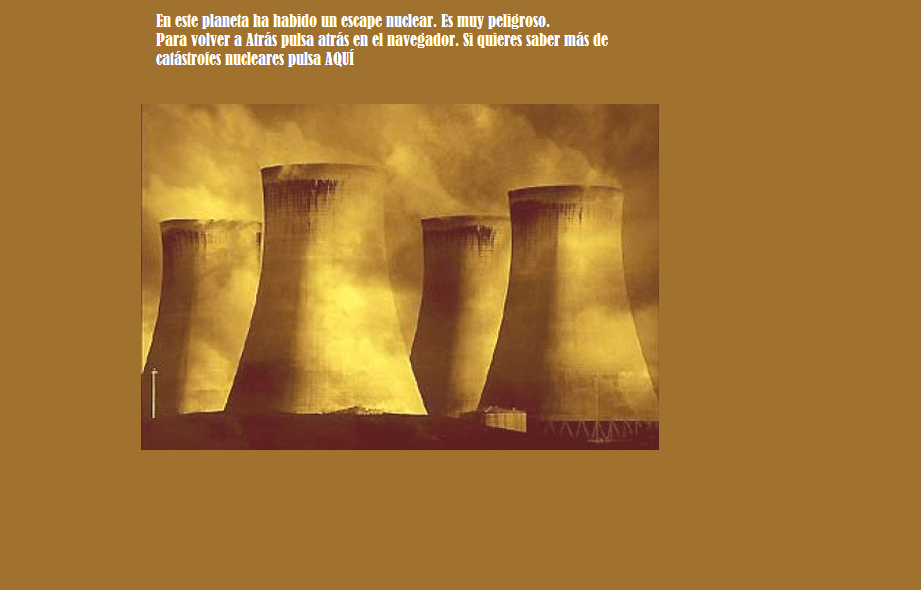 En este planeta ha habido un escape nuclear. Es muy peligroso.
Para volver a Atrás pulsa atrás en el navegador. Si quieres saber más de
catástrofes nucleares pulsa AQUÍ